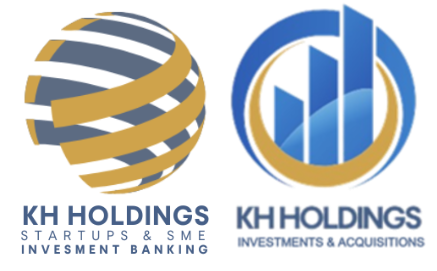 KH HOLDINGS
STARTUPS & SME
INVESMENT BANKING
KH HOLDINGS
INVESTMENTS & ACQUISITIONS